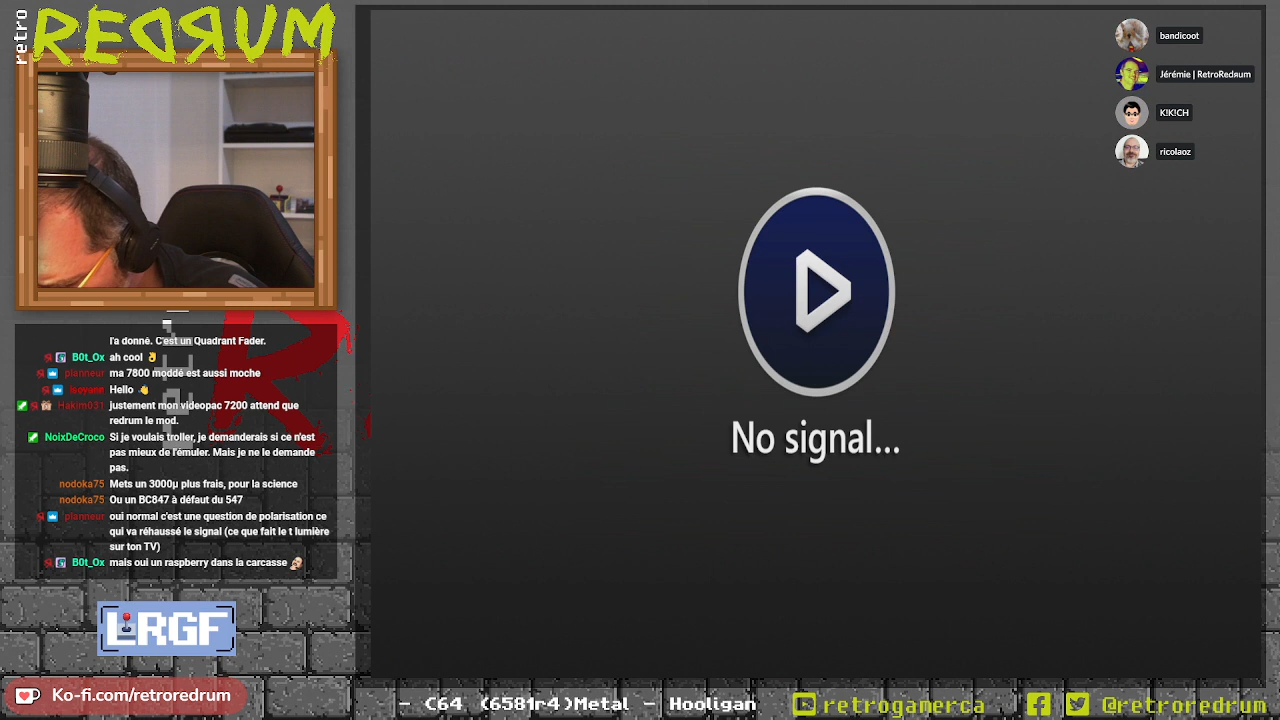 retro
REDRUM
bandicoot
Jérémie | RetroRedяum
K!K!CH
ricolaoz
No signal...
l'a donné. C'est un Quadrant Fader.
B0t_Ox ah cool 👌
planneur ma 7800 moddé est aussi moche
isoyann Hello 👋
Hakim031 justement mon videopac 7200 attend que
redrum le mod.
NoixDeCroco Si je voulais troller, je demanderais si ce n'est
pas mieux de l'émuler. Mais je ne le demande
pas.
nodoka75 Mets un 3000µ plus frais, pour la science
nodoka75 Ou un BC847 à défaut du 547
planneur oui normal c'est une question de polarisation ce
qui va réhaussé le signal (ce que fait le t lumière
sur ton TV)
B0t_Ox mais oui un raspberry dans la carcasse
LRGF
Ko-fi.com/retroredrum
- C64 (6581r4)Metal - Hooligan
retrogamerca
@retroredrum